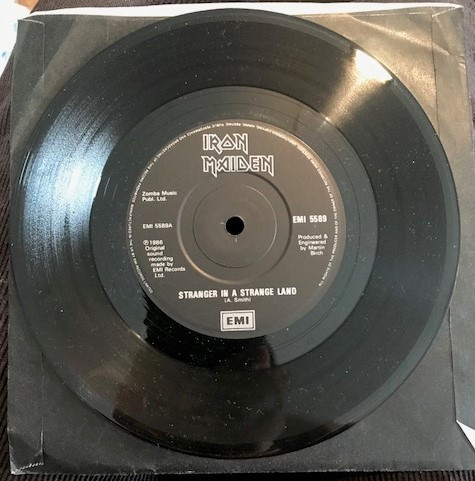 IRON
MAIDEN
Zomba Music
Publ. Ltd.
EMI 5589A
EMI 5589
℗1986
Original
sound
recording
made by
EMI Records
Ltd.
Produced &
Engineered
by Martin
Birch
STRANGER IN A STRANGE LAND
(A. Smith)
EMI